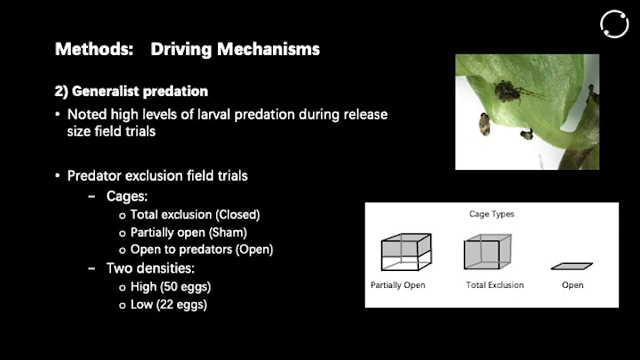 Methods: Driving Mechanisms
2) Generalist predation
• Noted high levels of larval predation during release
size field trials
• Predator exclusion field trials
– Cages:
o Total exclusion (Closed)
o Partially open (Sham)
o Open to predators (Open)
– Two densities:
o High (50 eggs)
o Low (22 eggs)
Cage Types
Partially Open Total Exclusion Open